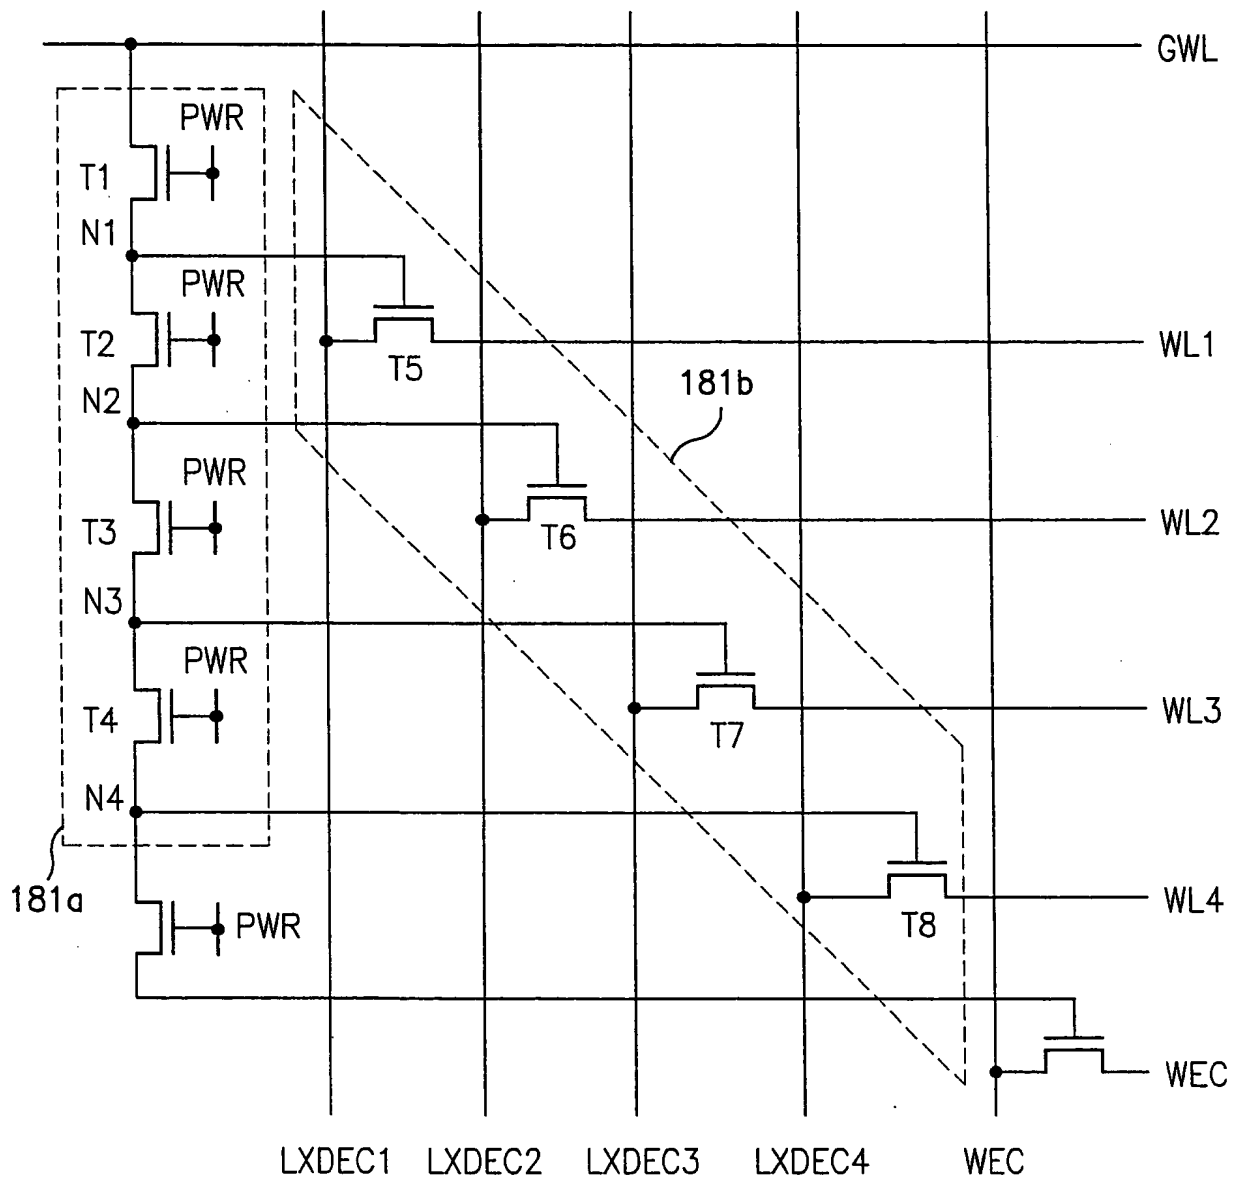 GWL
PWR
T1
N1
PWR
T2
T5
WL1
181b
N2
PWR
T3
T6
WL2
N3
PWR
T4
T7
WL3
N4
181a
PWR
T8
WL4
WEC
LXDEC1 LXDEC2 LXDEC3 LXDEC4 WEC